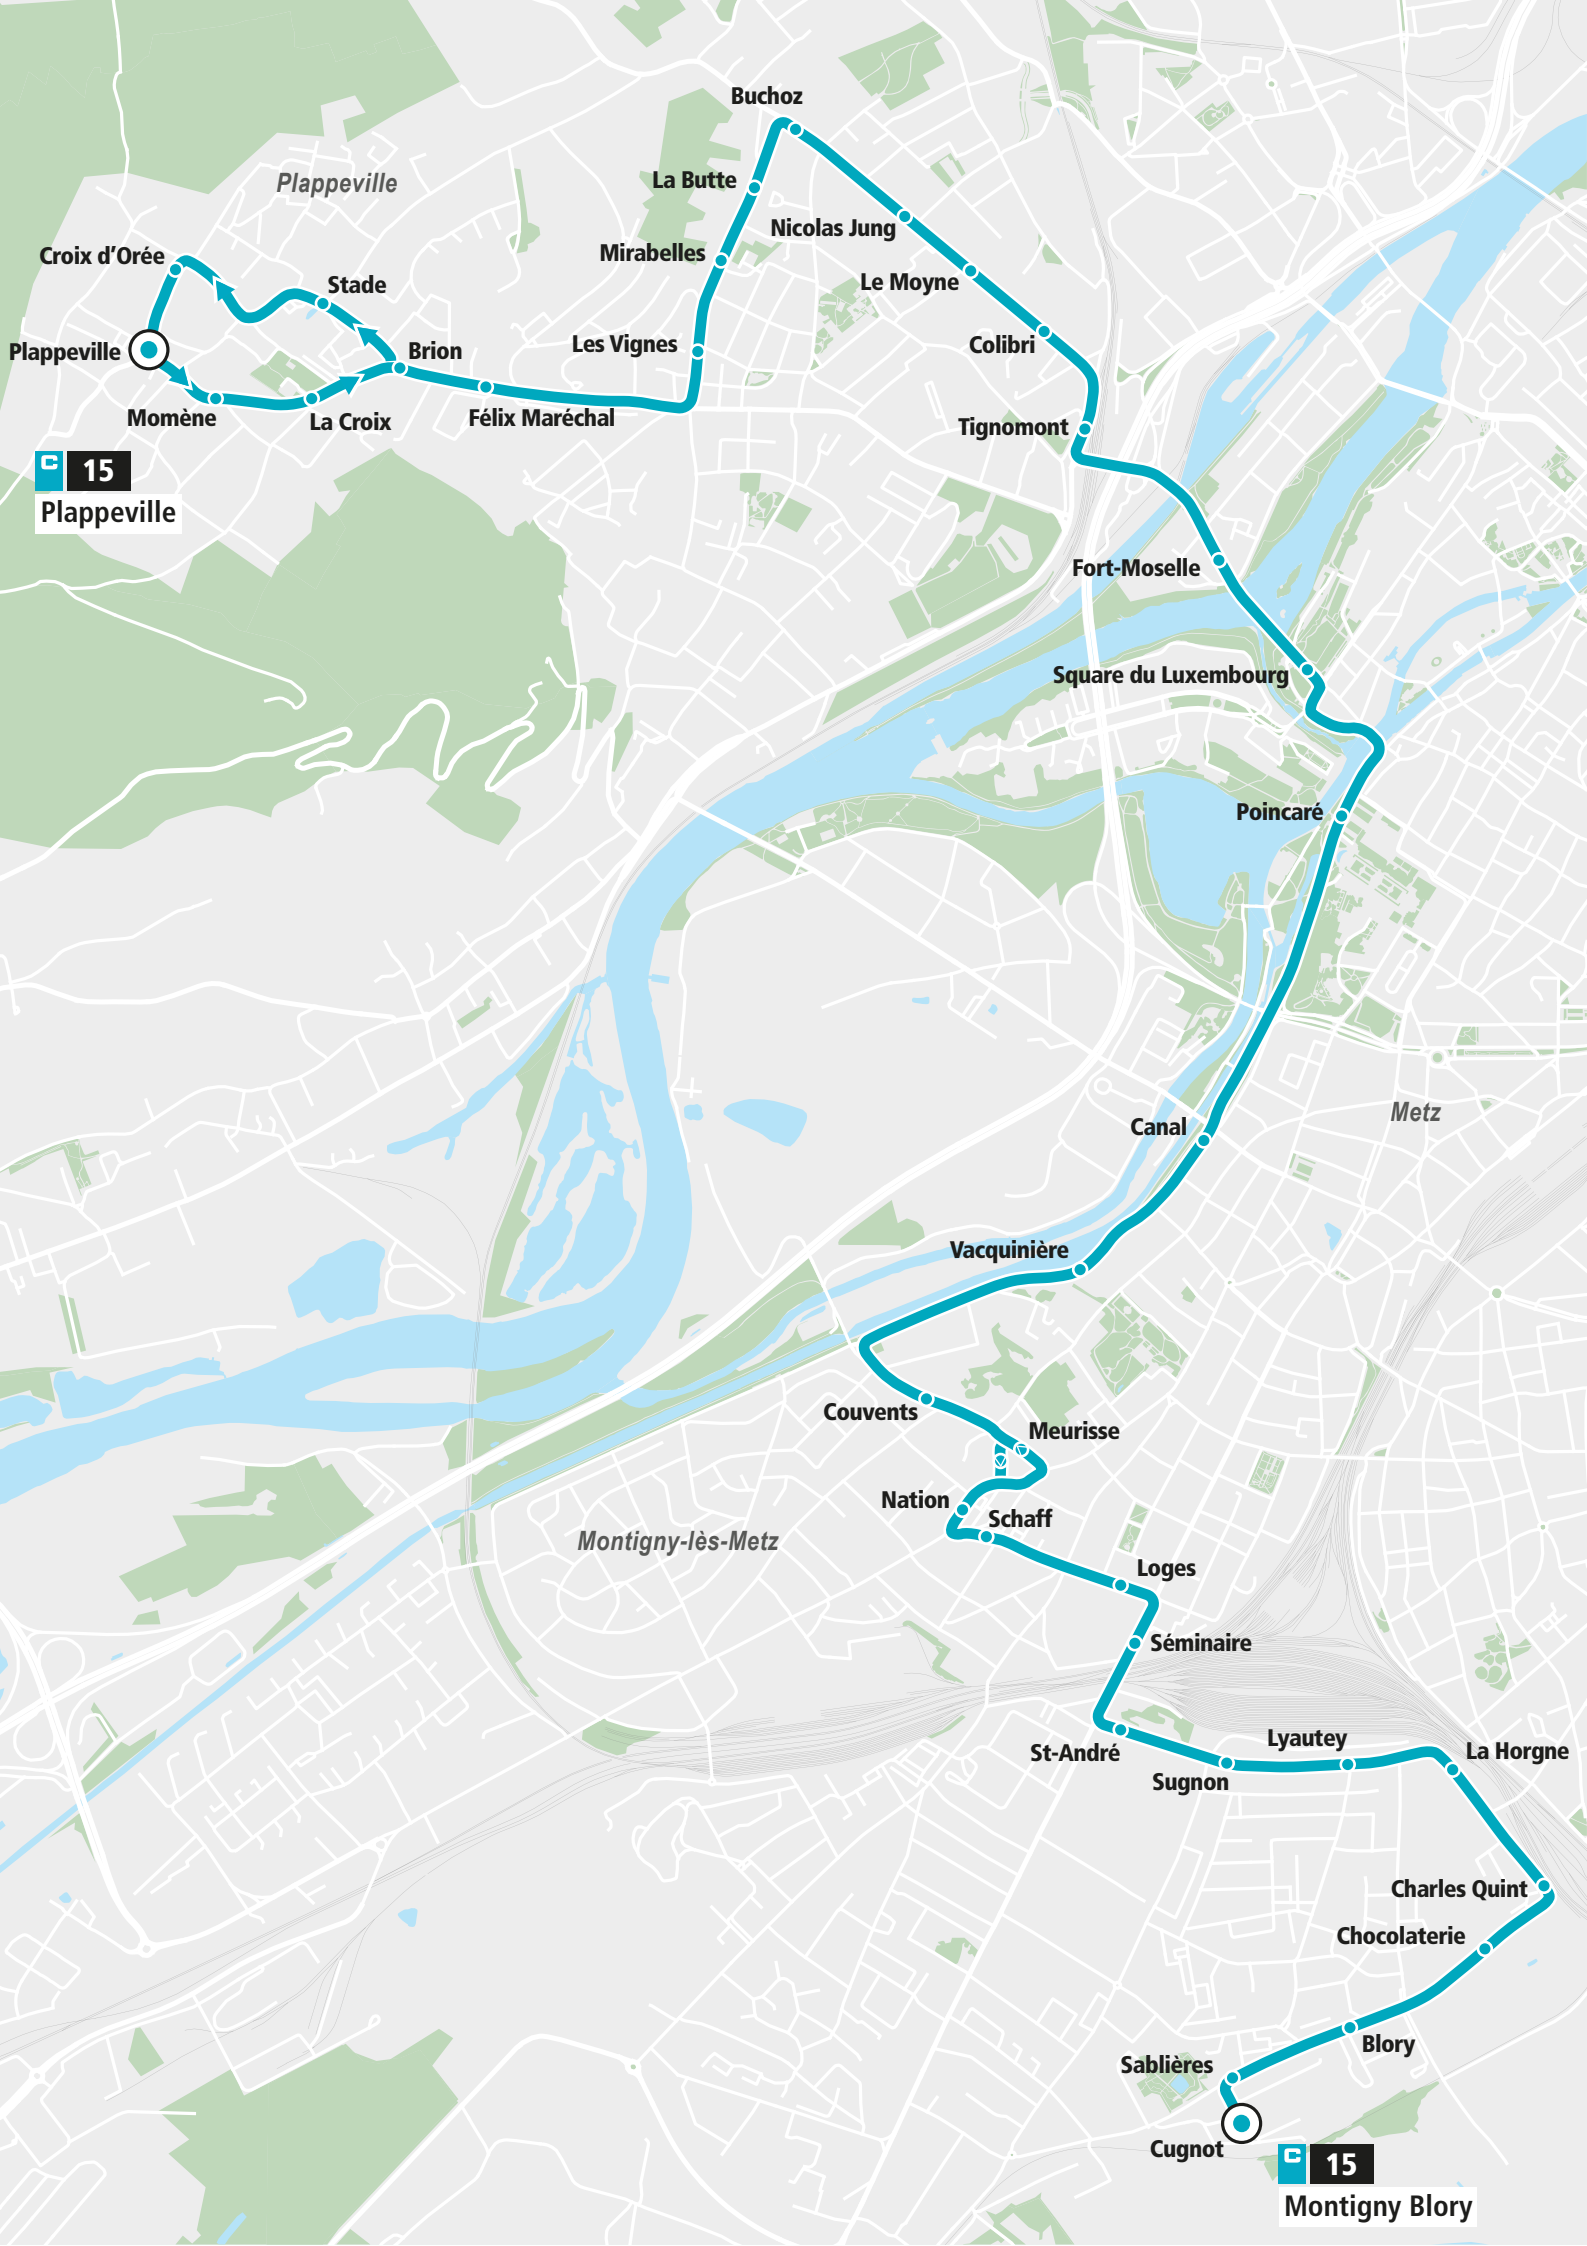 Buchoz
La Butte
Plappeville
Nicolas Jung
Croix d'Orée
Mirabelles
Stade
Le Moyne
Plappeville
Brion
Les Vignes
Colibri
Momène
La Croix
Félix Maréchal
Tignomont
C 15
Plappeville
Fort-Moselle
Square du Luxembourg
Poincaré
Metz
Canal
Vacquinière
Couvents
Meurisse
Nation
Schaff
Montigny-lès-Metz
Loges
Séminaire
St-André
Lyautey
La Horgne
Sugnon
Charles Quint
Chocolaterie
Blory
Sablières
Cugnot
C 15
Montigny Blory